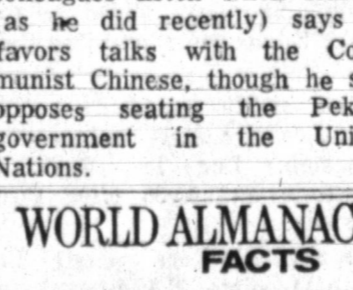 as he did recently) says
favors talks with the Co
munist Chinese, though he s
opposes seating the Pek
government in the Uni
Nations.
WORLD ALMANAC
FACTS